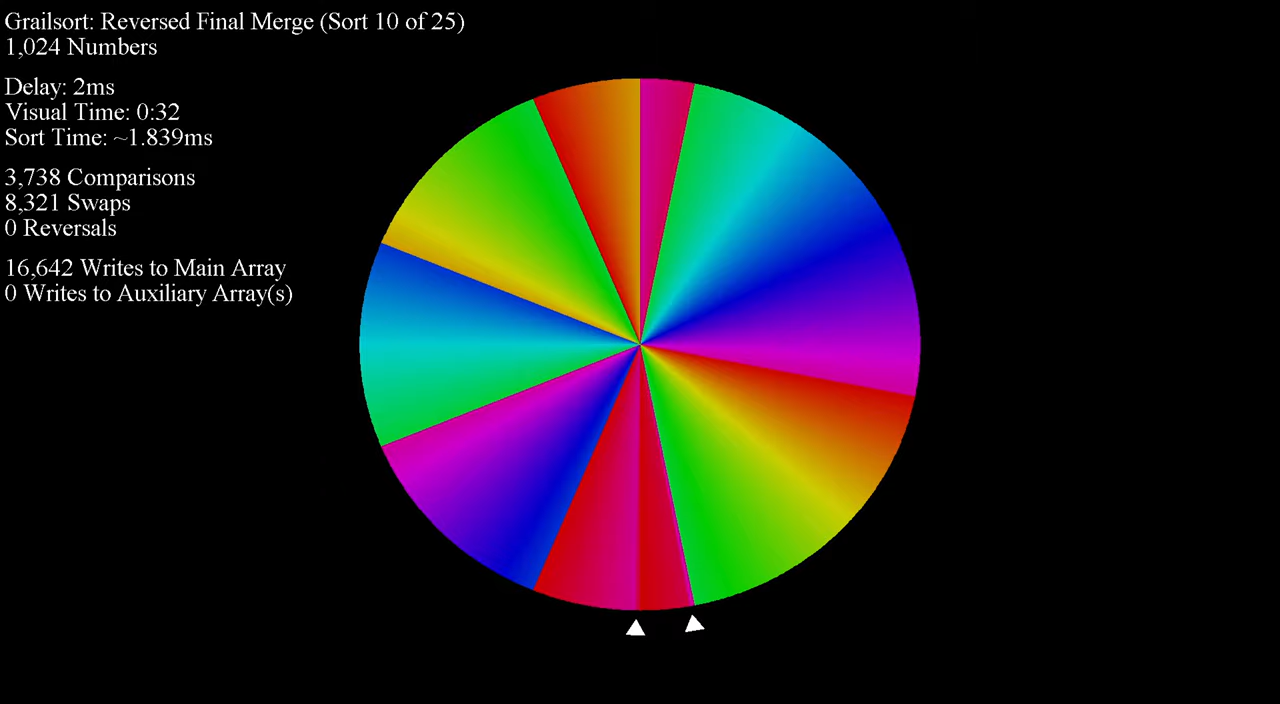 Grailsort: Reversed Final Merge (Sort 10 of 25)
1,024 Numbers
Delay: 2ms
Visual Time: 0:32
Sort Time: ~1.839ms
3,738 Comparisons
8,321 Swaps
0 Reversals
16,642 Writes to Main Array
0 Writes to Auxiliary Array(s)